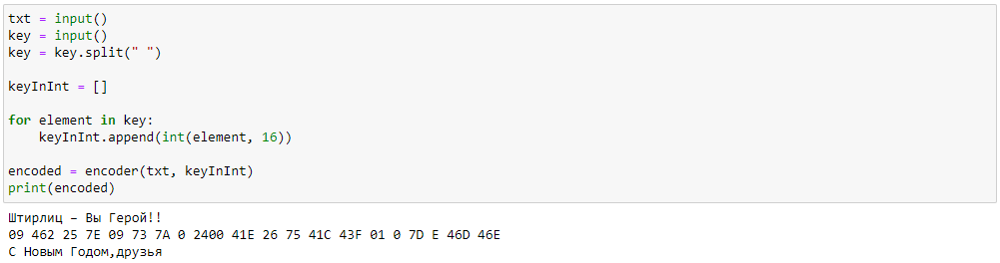 txt = input()
key = input()
key = key.split(" ")
keyInInt = []
for element in key:
    keyInInt.append(int(element, 16))
encoded = encoder(txt, keyInInt)
print(encoded)
Штирлиц – Вы Герой!!
09 462 25 7E 09 73 7A 0 2400 41E 26 75 41C 43F 01 0 7D E 46D 46E
С Новым Годом,друзья